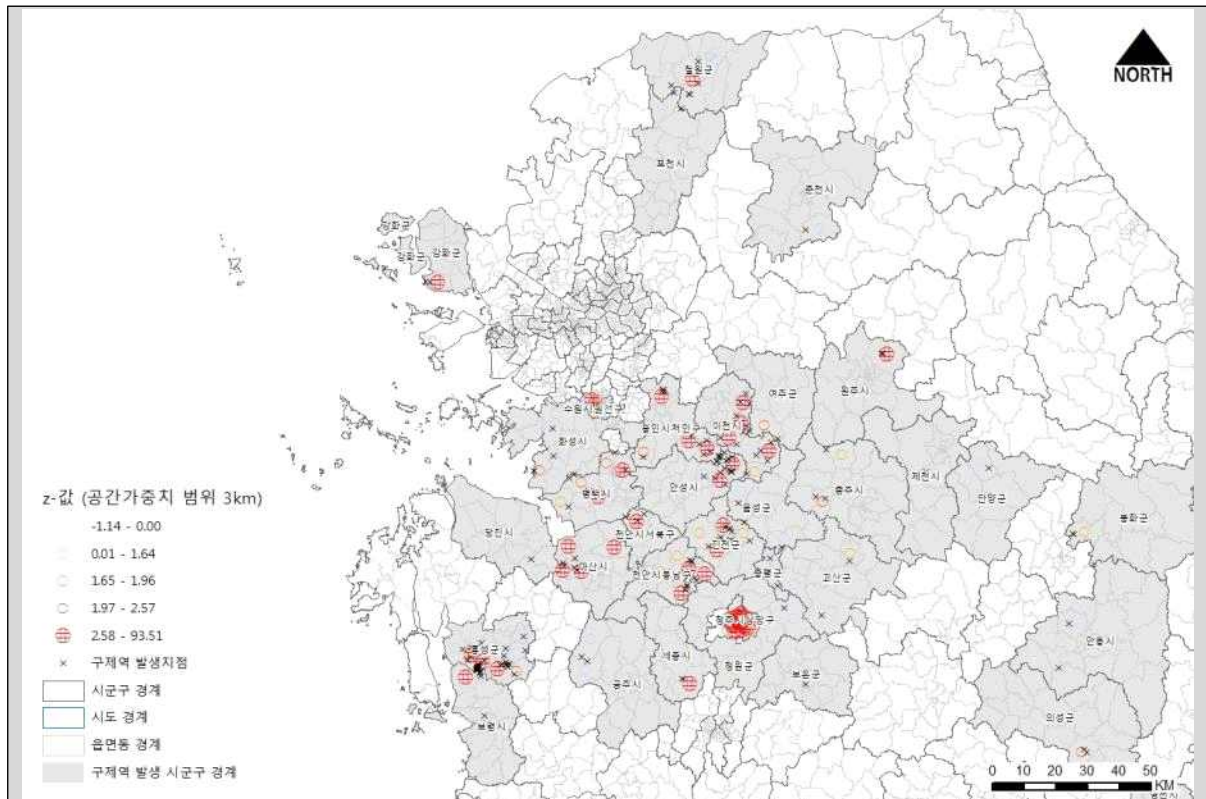 NORTH
포천시
춘천시
강화군
강화군
강화군
여주군
원주시
수원시권선구
용인시처인구
이천시
화성시
안성시
평택시
음성군
충주시
제천시
단양군
봉화군
당진시
천안시서북구
진천군
아산시
천안시동남구
증평군
괴산군
안동시
홍성군
세종시
청원군
보은군
공주시
의성군
보령시
z-값 (공간가중치 범위 3km)
-1.14 - 0.00
0.01 - 1.64
1.65 - 1.96
1.97 - 2.57
2.58 - 93.51
구제역 발생지점
시군구 경계
시도 경계
읍면동 경계
구제역 발생 시군구 경계
0 10 20 30 40 50
KM